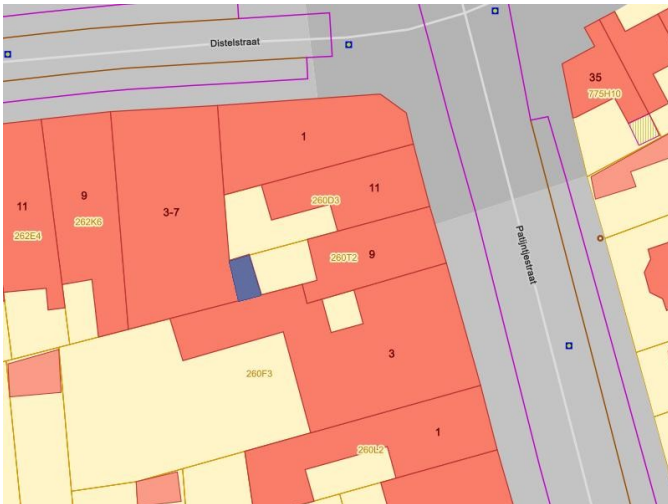 Distelstraat
35
775H10
1
9
11
11
262K6
260D3
3-7
262E4
9
260T2
Patijntjestraat
3
260F3
1
260L2